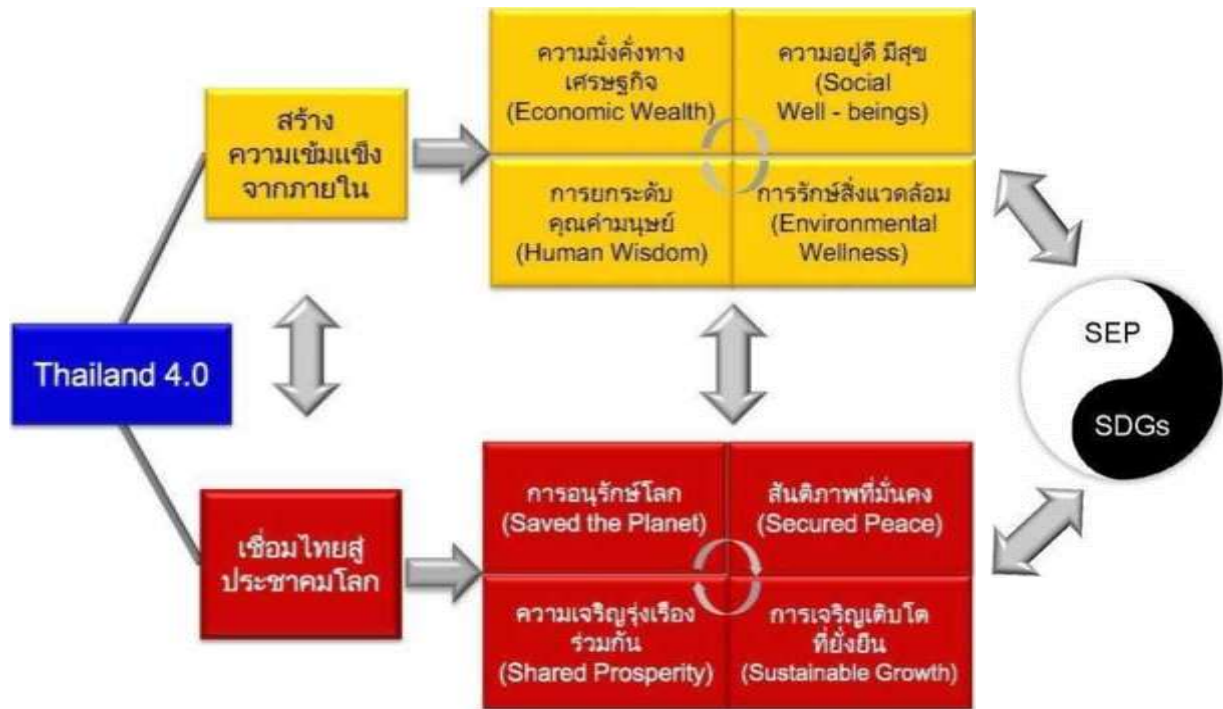 ความมั่งคั่งทาง
เศรษฐกิจ
(Economic Wealth)
ความอยู่ดี มีสุข
(Social
Well - beings)
สร้าง
ความเข้มแข็ง
จากภายใน
การยกระดับ
คุณค่ามนุษย์
(Human Wisdom)
การรักษ์สิ่งแวดล้อม
(Environmental
Wellness)
Thailand 4.0
SEP
SDGs
การอนุรักษ์โลก
(Saved the Planet)
สันติภาพที่มั่นคง
(Secured Peace)
เชื่อมไทยสู่
ประชาคมโลก
ความเจริญรุ่งเรือง
ร่วมกัน
(Shared Prosperity)
การเจริญเติบโต
ที่ยั่งยืน
(Sustainable Growth)